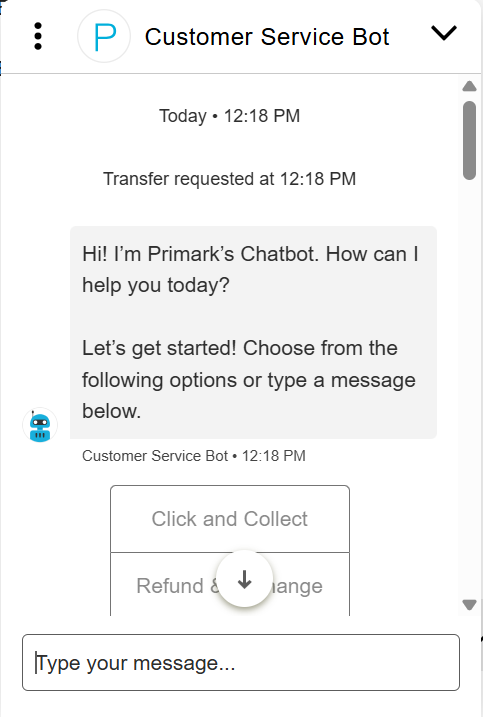 P Customer Service Bot
Today • 12:18 PM
Transfer requested at 12:18 PM
Hi! I’m Primark’s Chatbot. How can I
help you today?
Let’s get started! Choose from the
following options or type a message
below.
Customer Service Bot • 12:18 PM
Click and Collect
Refund
Type your message...